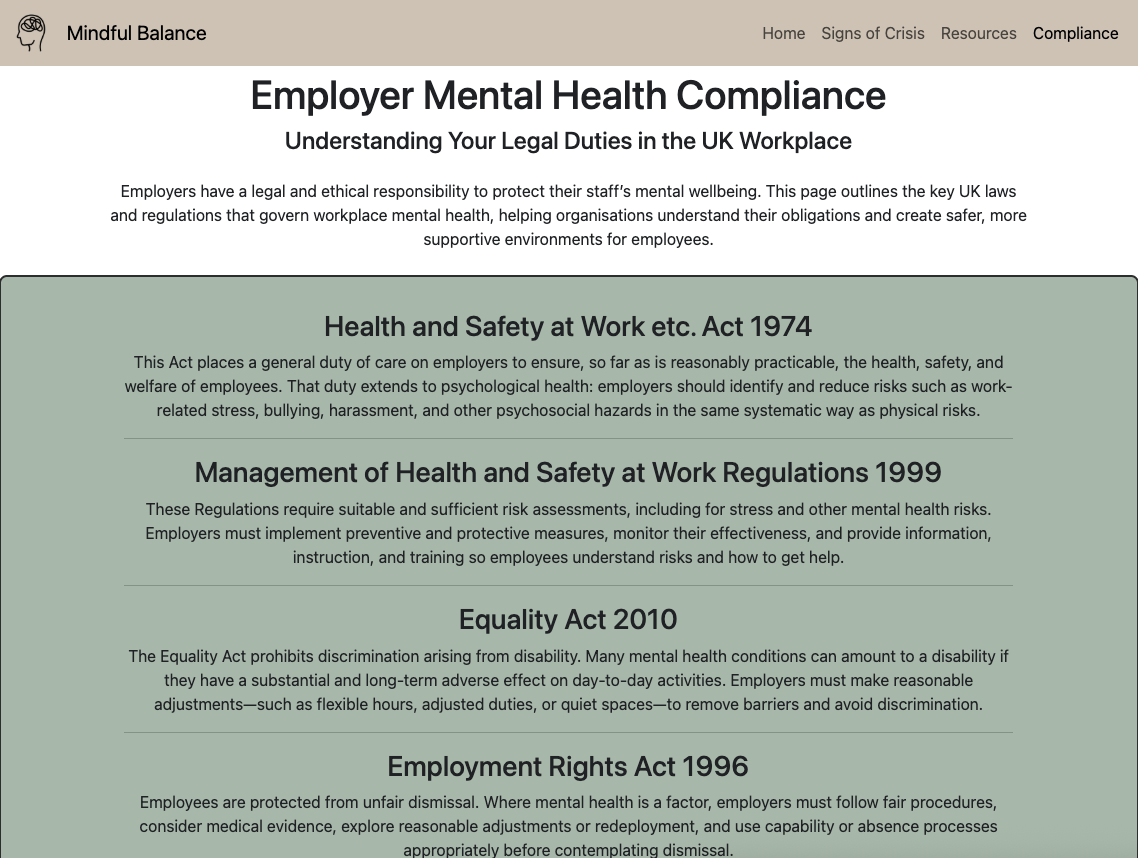 Mindful Balance
Home Signs of Crisis Resources Compliance
Employer Mental Health Compliance
Understanding Your Legal Duties in the UK Workplace
Employers have a legal and ethical responsibility to protect their staff’s mental wellbeing. This page outlines the key UK laws
and regulations that govern workplace mental health, helping organisations understand their obligations and create safer, more
supportive environments for employees.
Health and Safety at Work etc. Act 1974
This Act places a general duty of care on employers to ensure, so far as is reasonably practicable, the health, safety, and
welfare of employees. That duty extends to psychological health: employers should identify and reduce risks such as work-
related stress, bullying, harassment, and other psychosocial hazards in the same systematic way as physical risks.
Management of Health and Safety at Work Regulations 1999
These Regulations require suitable and sufficient risk assessments, including for stress and other mental health risks.
Employers must implement preventive and protective measures, monitor their effectiveness, and provide information,
instruction, and training so employees understand risks and how to get help.
Equality Act 2010
The Equality Act prohibits discrimination arising from disability. Many mental health conditions can amount to a disability if
they have a substantial and long-term adverse effect on day-to-day activities. Employers must make reasonable
adjustments—such as flexible hours, adjusted duties, or quiet spaces—to remove barriers and avoid discrimination.
Employment Rights Act 1996
Employees are protected from unfair dismissal. Where mental health is a factor, employers must follow fair procedures,
consider medical evidence, explore reasonable adjustments or redeployment, and use capability or absence processes
appropriately before contemplating dismissal.